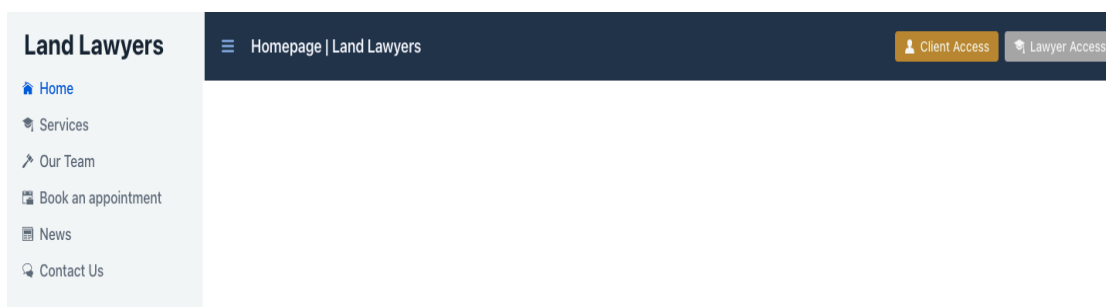 Land Lawyers
Home
Services
Our Team
Book an appointment
News
Contact Us
Homepage | Land Lawyers
Client Access
Lawyer Access